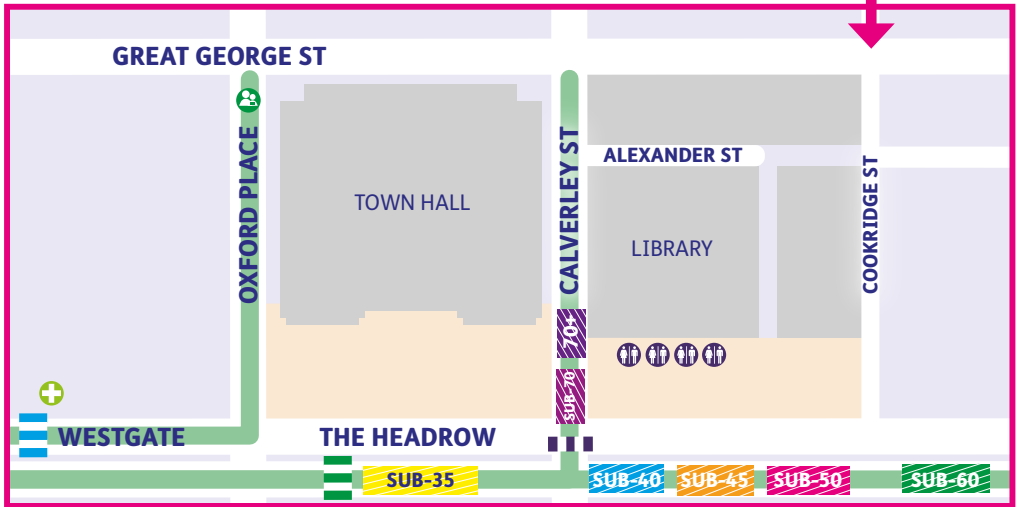 GREAT GEORGE ST
OXFORD PLACE
TOWN HALL
CALVERLEY ST
ALEXANDER ST
LIBRARY
COOKRIDGE ST
70+
SUB-70
WESTGATE
THE HEADROW
SUB-35
SUB-40
SUB-45
SUB-50
SUB-60